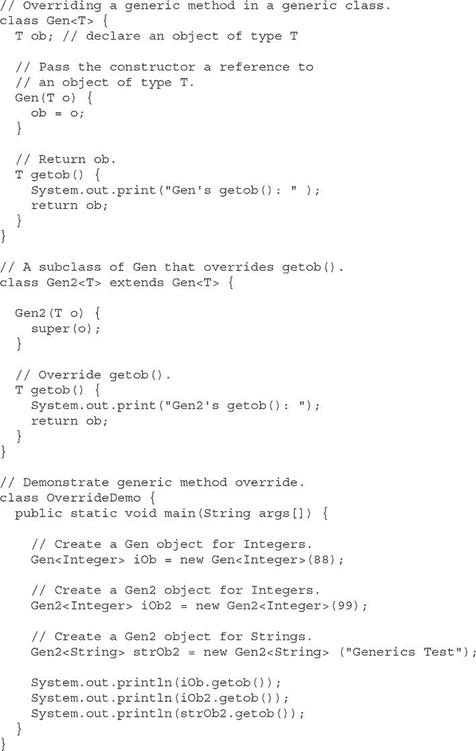 // Overriding a generic method in a generic class.
class Gen<T> {
  T ob; // declare an object of type T

  // Pass the constructor a reference to
  // an object of type T.
  Gen(T o) {
    ob = o;
  }

  // Return ob.
  T getob() {
    System.out.print("Gen's getob(): " );
    return ob;
  }
}

// A subclass of Gen that overrides getob().
class Gen2<T> extends Gen<T> {

  Gen2(T o) {
    super(o);
  }

  // Override getob().
  T getob() {
    System.out.print("Gen2's getob(): ");
    return ob;
  }
}

// Demonstrate generic method override.
class OverrideDemo {
  public static void main(String args[]) {

    // Create a Gen object for Integers.
    Gen<Integer> iOb = new Gen<Integer>(88);

    // Create a Gen2 object for Integers.
    Gen2<Integer> iOb2 = new Gen2<Integer>(99);

    // Create a Gen2 object for Strings.
    Gen2<String> strOb2 = new Gen2<String> ("Generics Test");

    System.out.println(iOb.getob());
    System.out.println(iOb2.getob());
    System.out.println(strOb2.getob());
  }
}